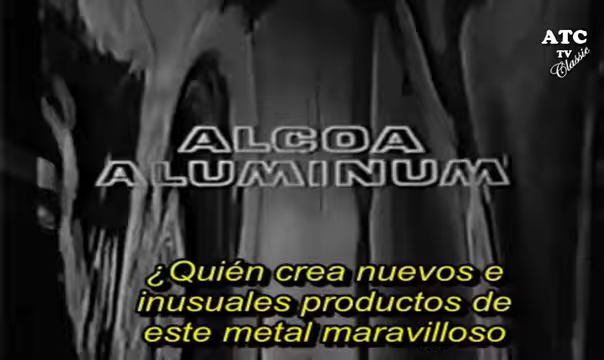 ATC
TV
Classic
ALCOA
ALUMINUM
¿Quién crea nuevos e
inusuales productos de
este metal maravilloso